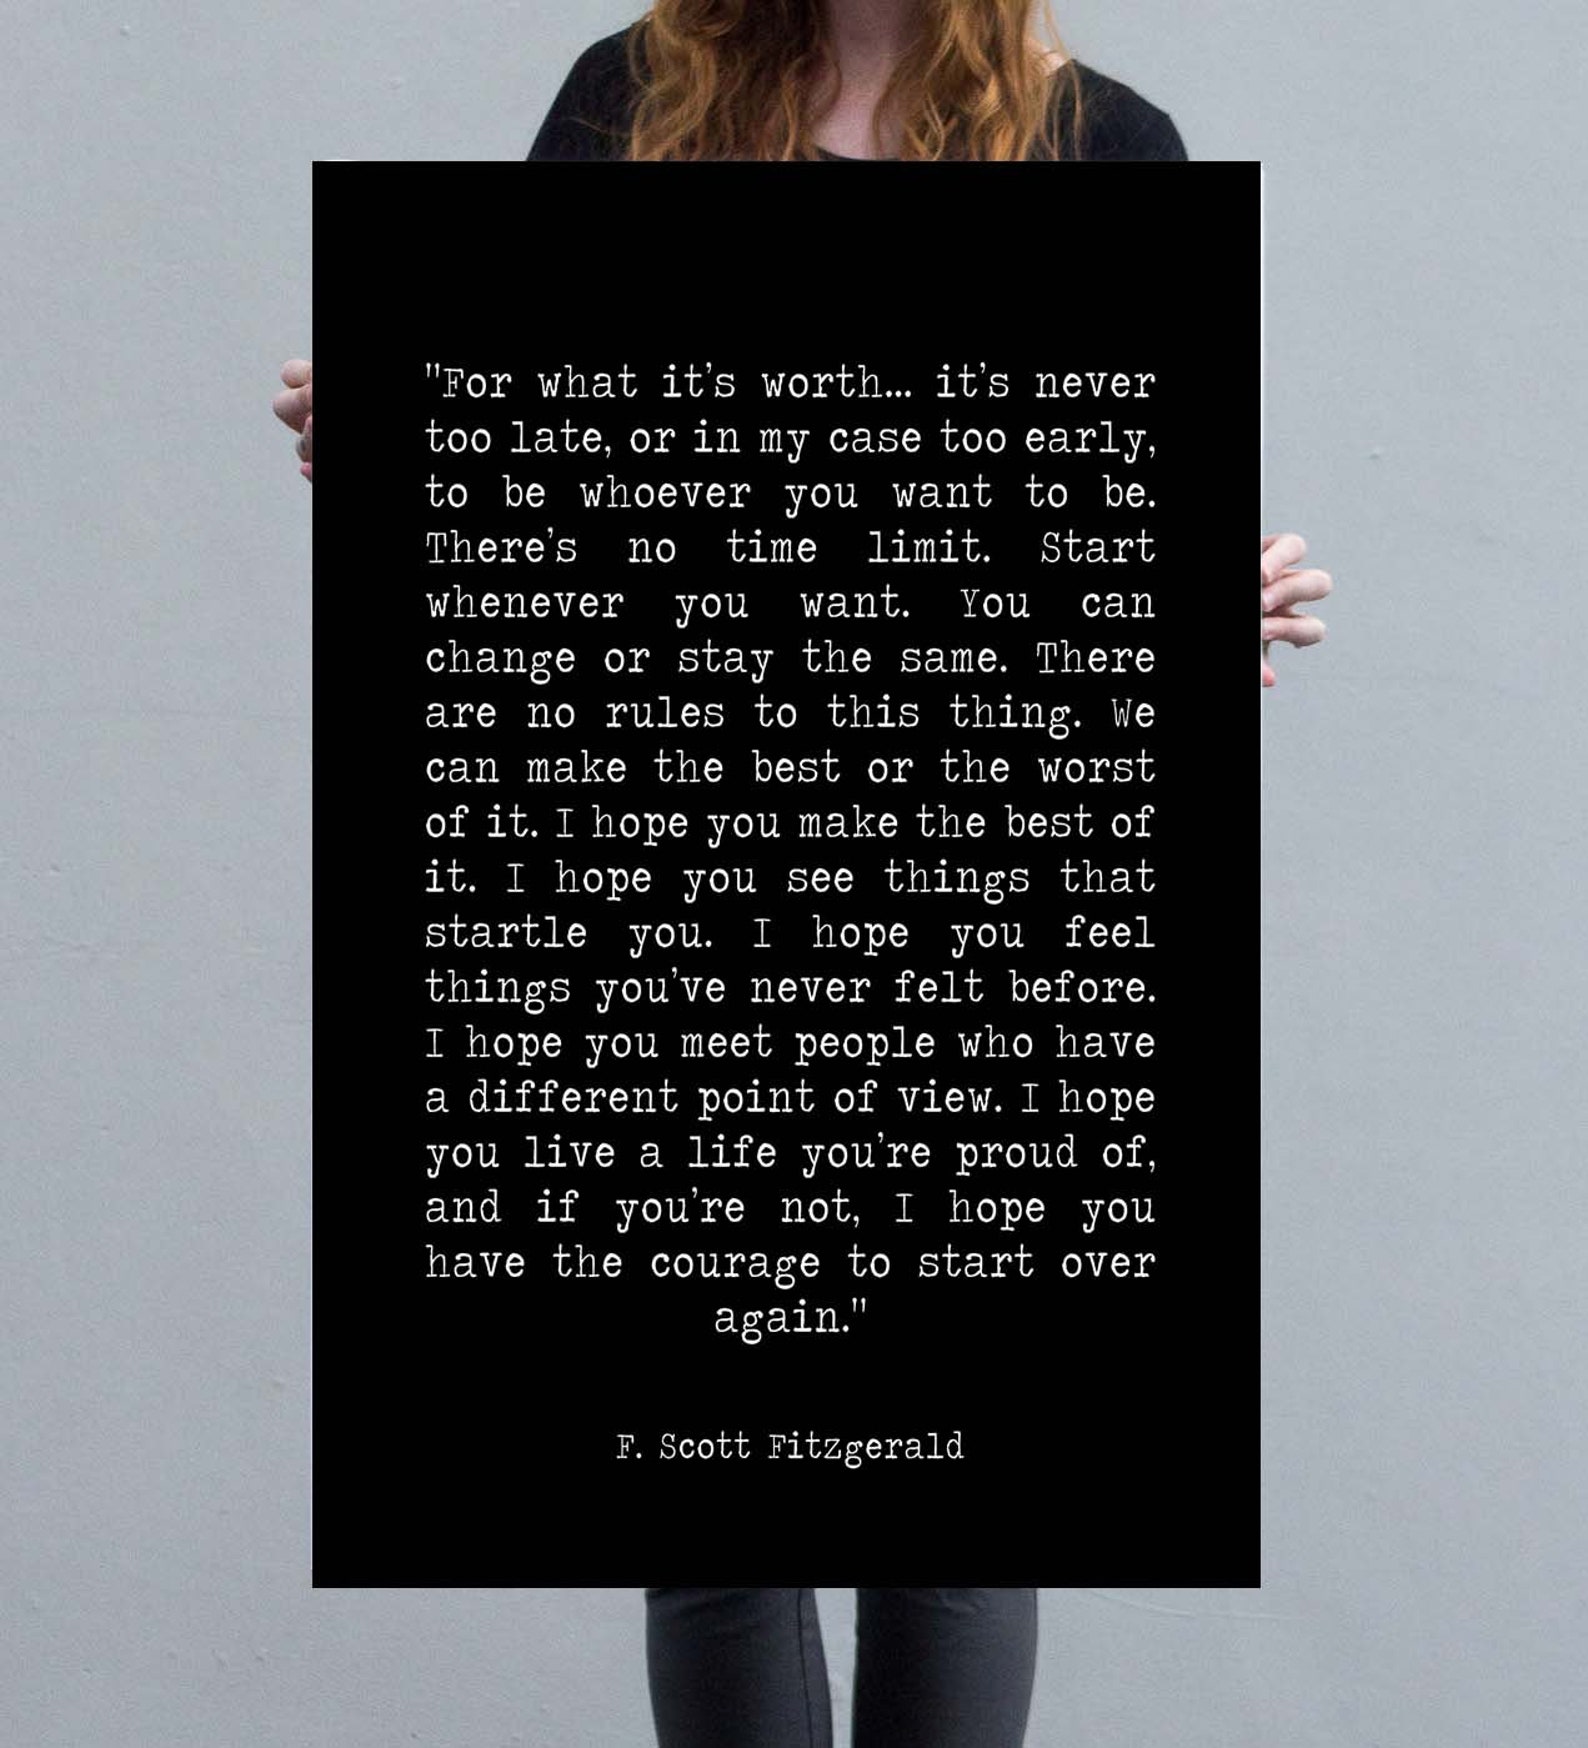 "For what it's worth... it's never
too late, or in my case too early,
to be whoever you want to be.
There's no time limit. Start
whenever you want. You can
change or stay the same. There
are no rules to this thing. We
can make the best or the worst
of it. I hope you make the best of
it. I hope you see things that
startle you. I hope you feel
things you've never felt before.
I hope you meet people who have
a different point of view. I hope
you live a life you're proud of,
and if you're not, I hope you
have the courage to start over
again."
F. Scott Fitzgerald